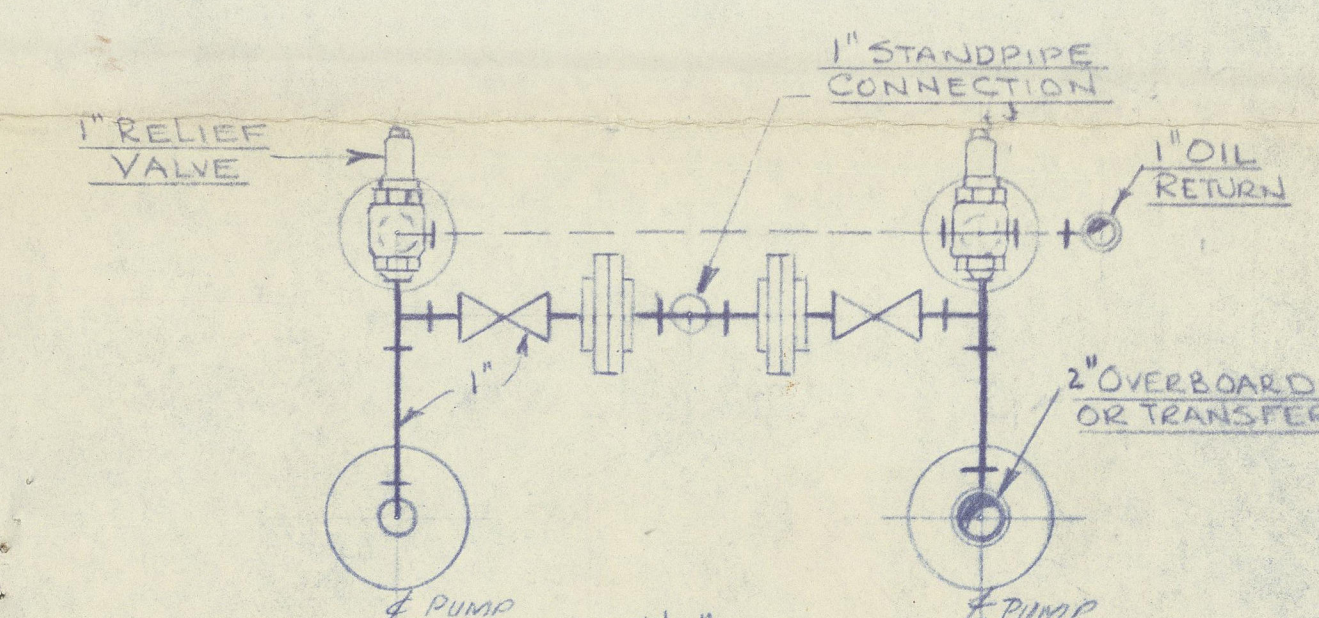 1" STANDPIPE
CONNECTION
1" RELIEF
VALVE
1" OIL
RETURN
1"
2" OVERBOARD
OR TRANSFER
℄ PUMP
℄ PUMP